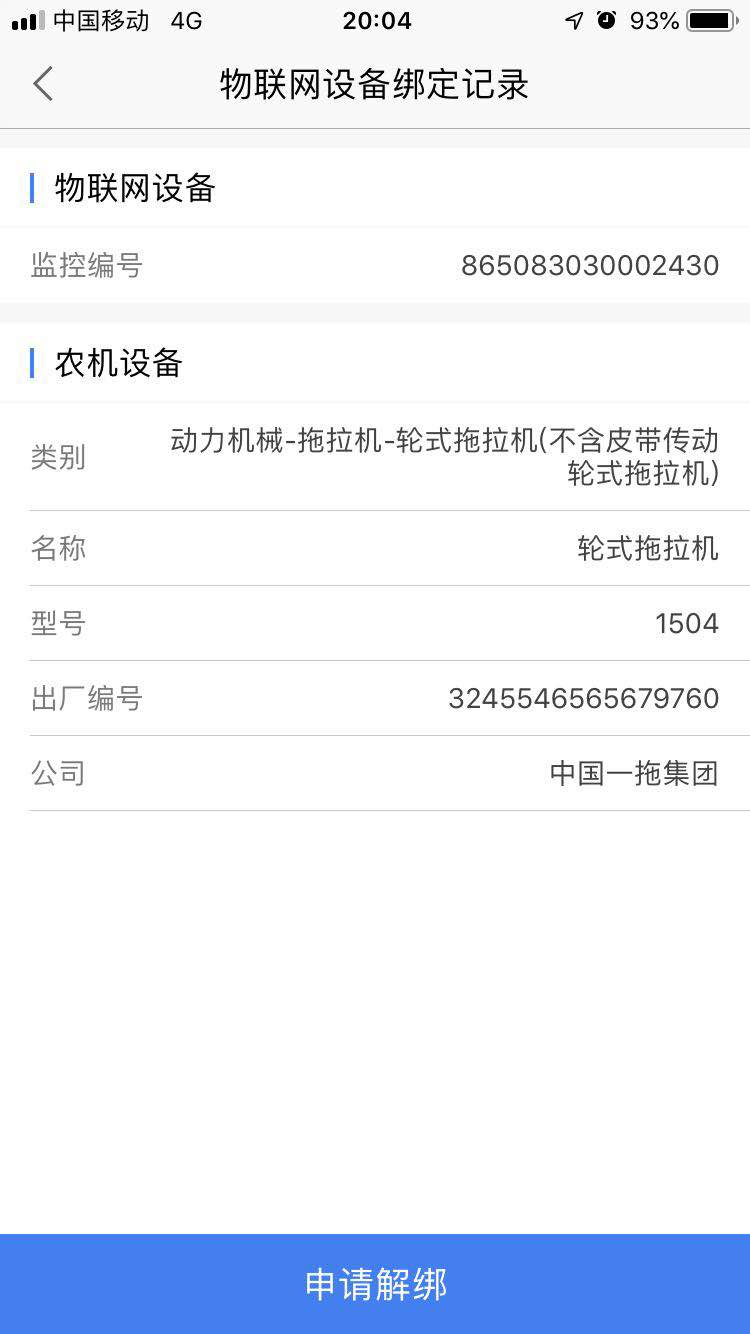 中国移动 4G 20:04 93%
物联网设备绑定记录
物联网设备
监控编号 865083030002430
农机设备
类别 动力机械-拖拉机-轮式拖拉机(不含皮带传动
轮式拖拉机)
名称 轮式拖拉机
型号 1504
出厂编号 3245546565679760
公司 中国一拖集团
申请解绑